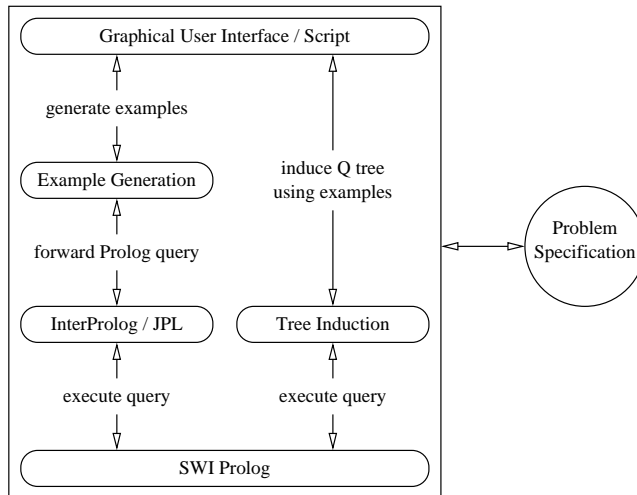 Graphical User Interface / Script
generate examples
induce Q tree
using examples
Example Generation
Problem
Specification
forward Prolog query
InterProlog / JPL
Tree Induction
execute query
execute query
SWI Prolog